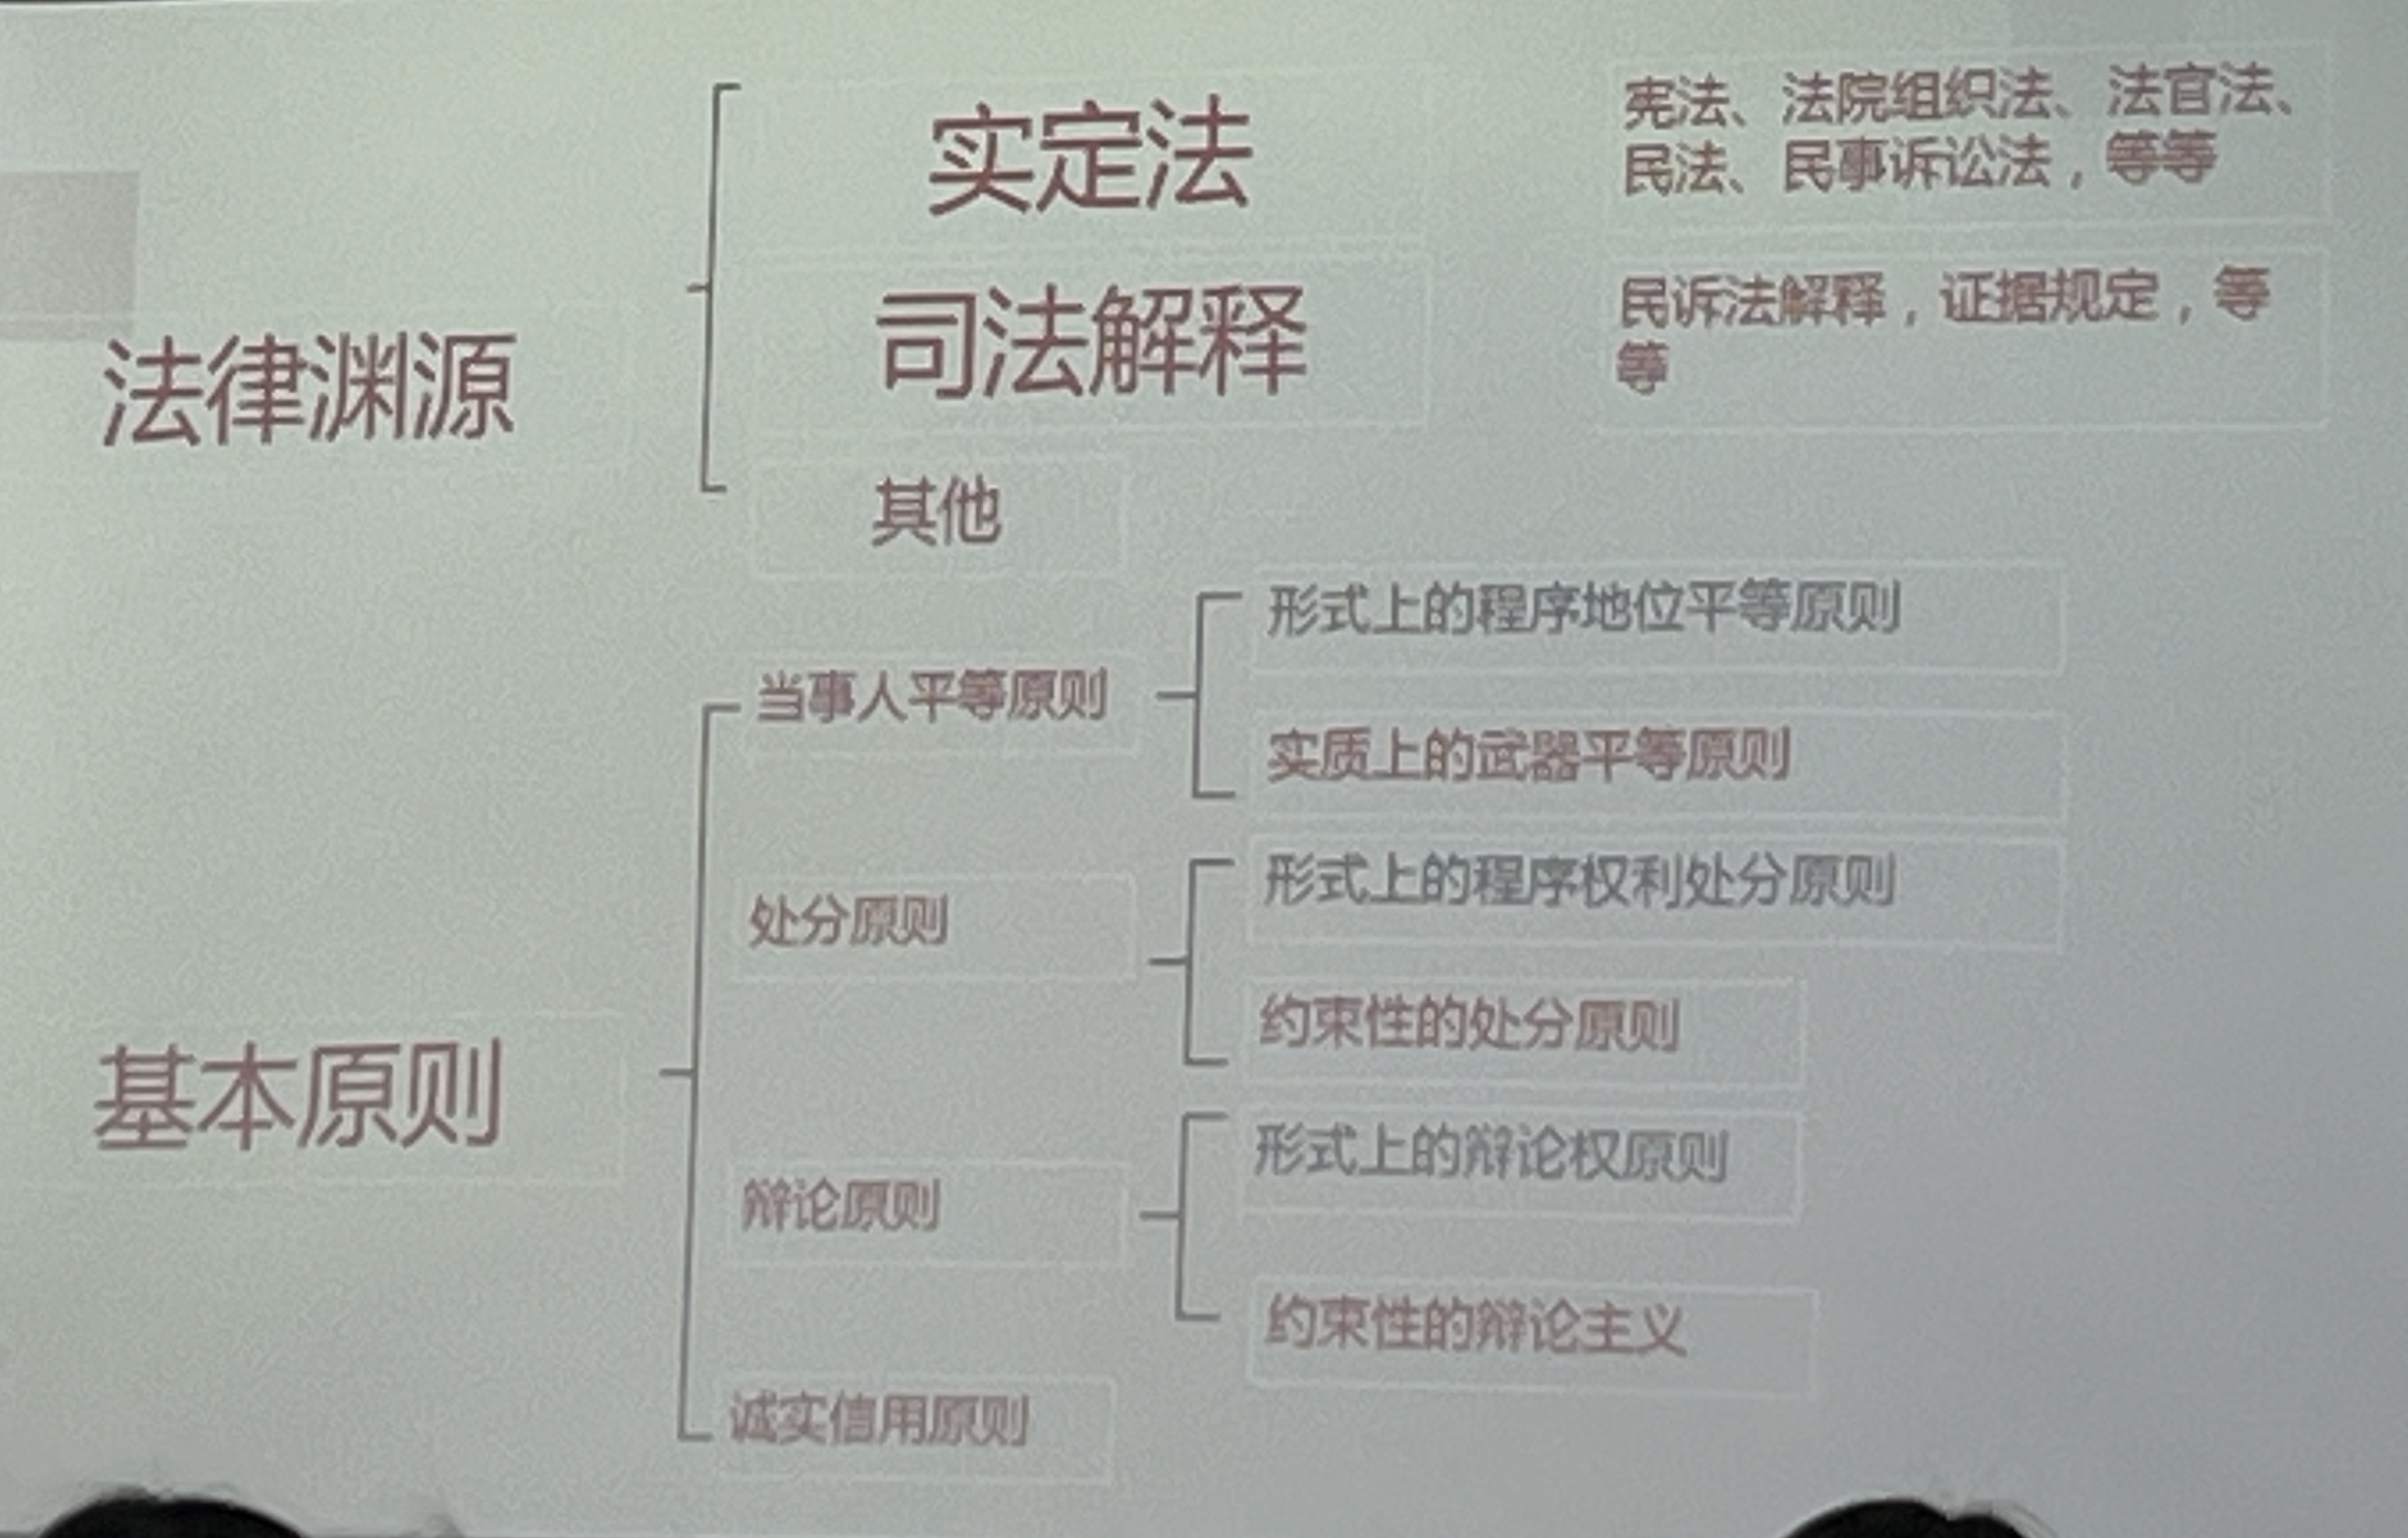 法律渊源
实定法
宪法、法院组织法、法官法、
民法、民事诉讼法，等等
司法解释
民诉法解释，证据规定，等
等
其他
基本原则
当事人平等原则
形式上的程序地位平等原则
实质上的武器平等原则
处分原则
形式上的程序权利处分原则
约束性的处分原则
辩论原则
形式上的辩论权原则
约束性的辩论主义
诚实信用原则